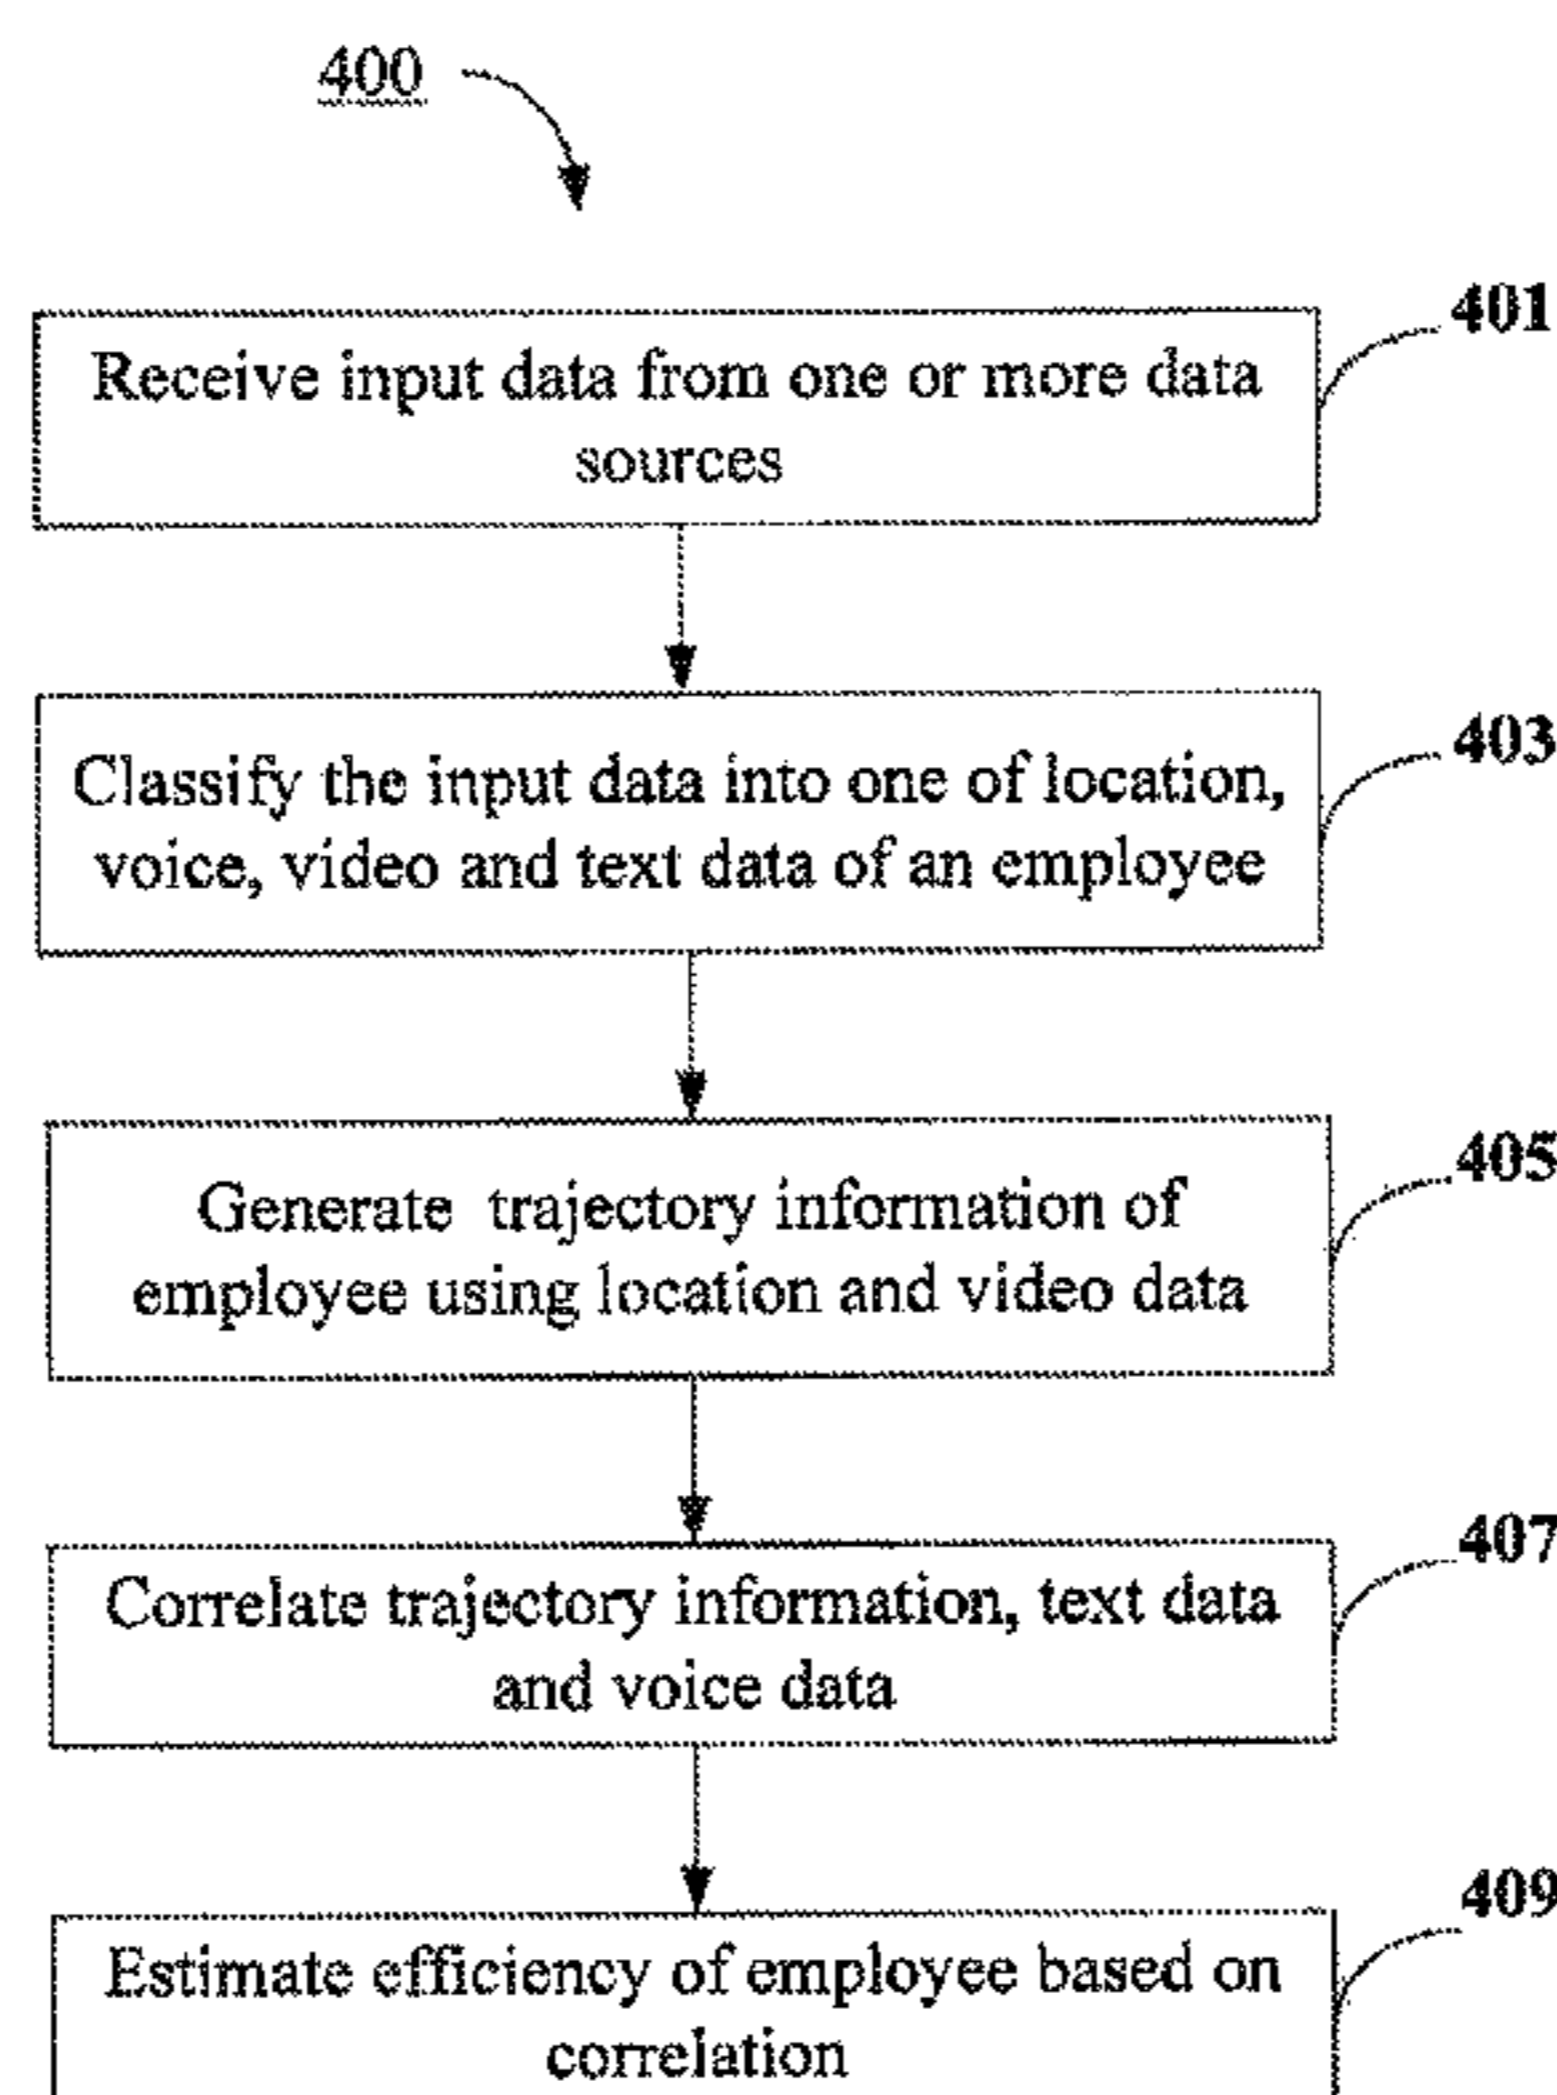 400
401
Receive input data from one or more data
sources
403
Classify the input data into one of location,
voice, video and text data of an employee
405
Generate trajectory information of
employee using location and video data
407
Correlate trajectory information, text data
and voice data
409
Estimate efficiency of employee based on
correlation